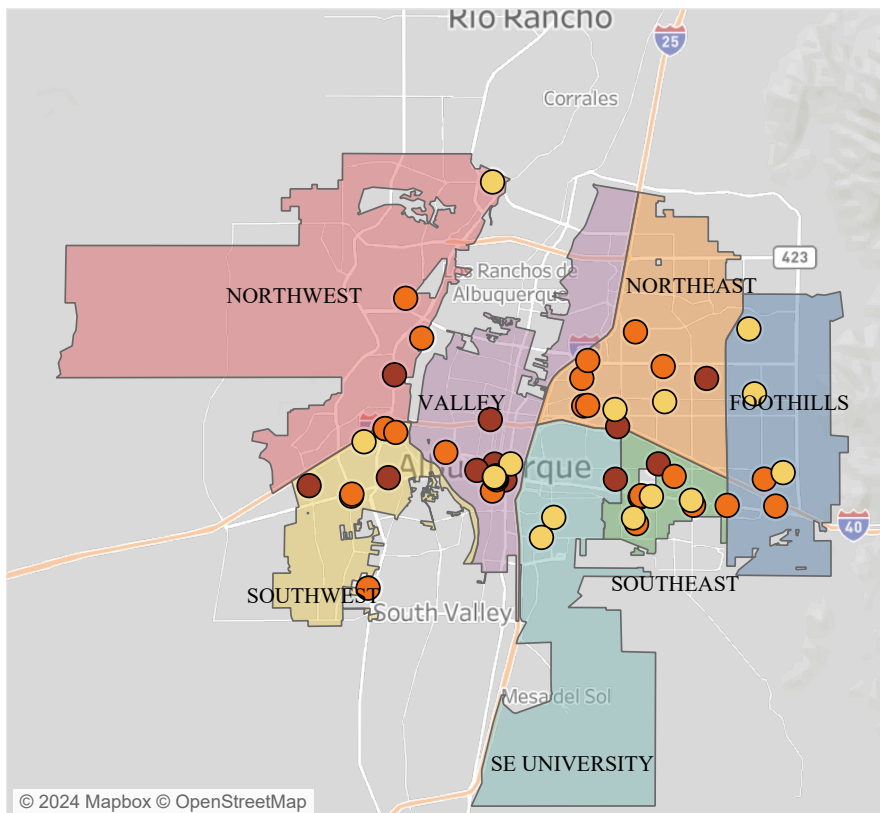 Rio Rancho
25
Corrales
423
Los Ranchos de
Albuquerque
NORTHWEST
NORTHEAST
VALLEY
FOOTHILLS
Albuquerque
40
SOUTHWEST
SOUTHEAST
South Valley
Mesa del Sol
SE UNIVERSITY
© 2024 Mapbox © OpenStreetMap